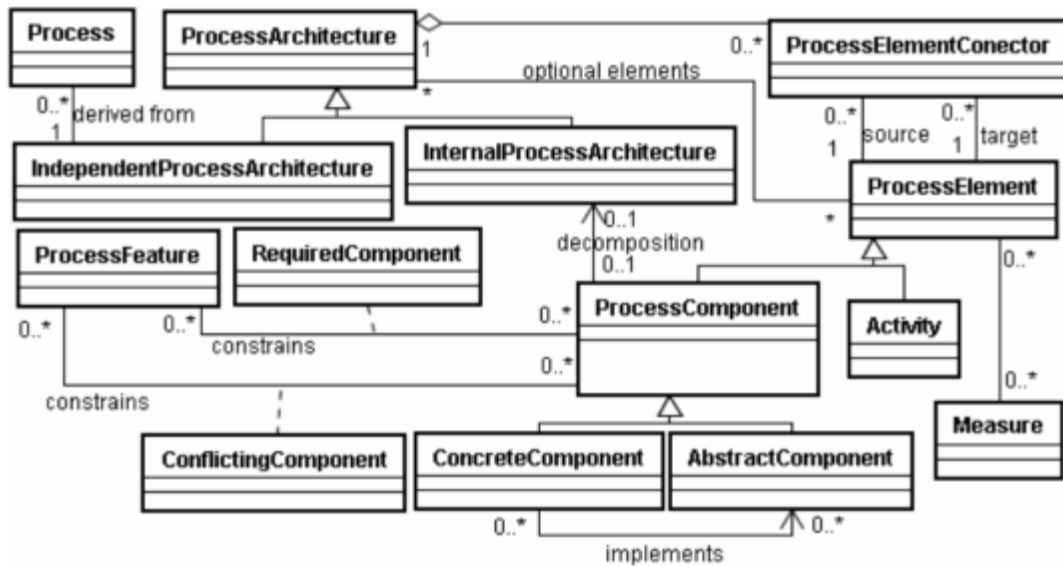 Process
ProcessArchitecture
ProcessElementConector
1
0..*
optional elements
*
0..*
derived from
1
0..*
source
1
0..*
target
1
IndependentProcessArchitecture
InternalProcessArchitecture
ProcessElement
*
0..*
0..1
decomposition
0..1
ProcessFeature
RequiredComponent
ProcessComponent
Activity
0..*
0..*
constrains
0..*
0..*
constrains
0..*
Measure
ConflictingComponent
ConcreteComponent
AbstractComponent
0..*
implements
0..*